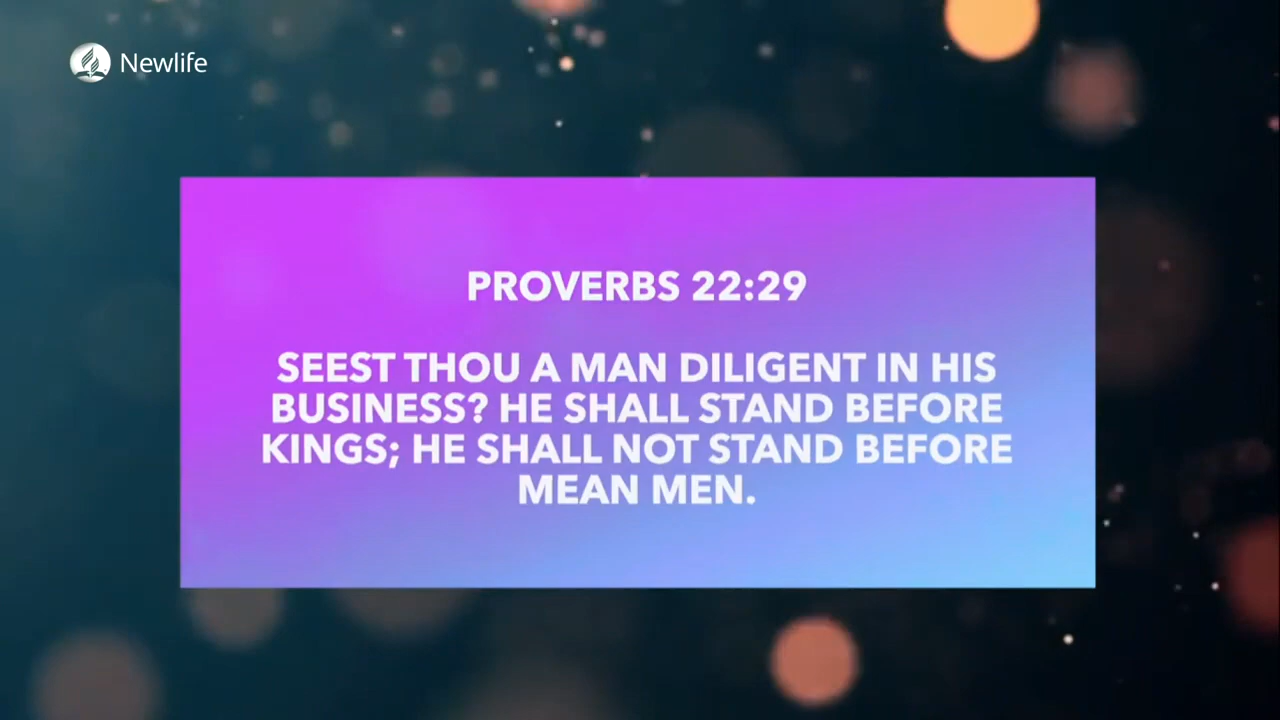 Newlife
PROVERBS 22:29
SEEST THOU A MAN DILIGENT IN HIS
BUSINESS? HE SHALL STAND BEFORE
KINGS; HE SHALL NOT STAND BEFORE
MEAN MEN.